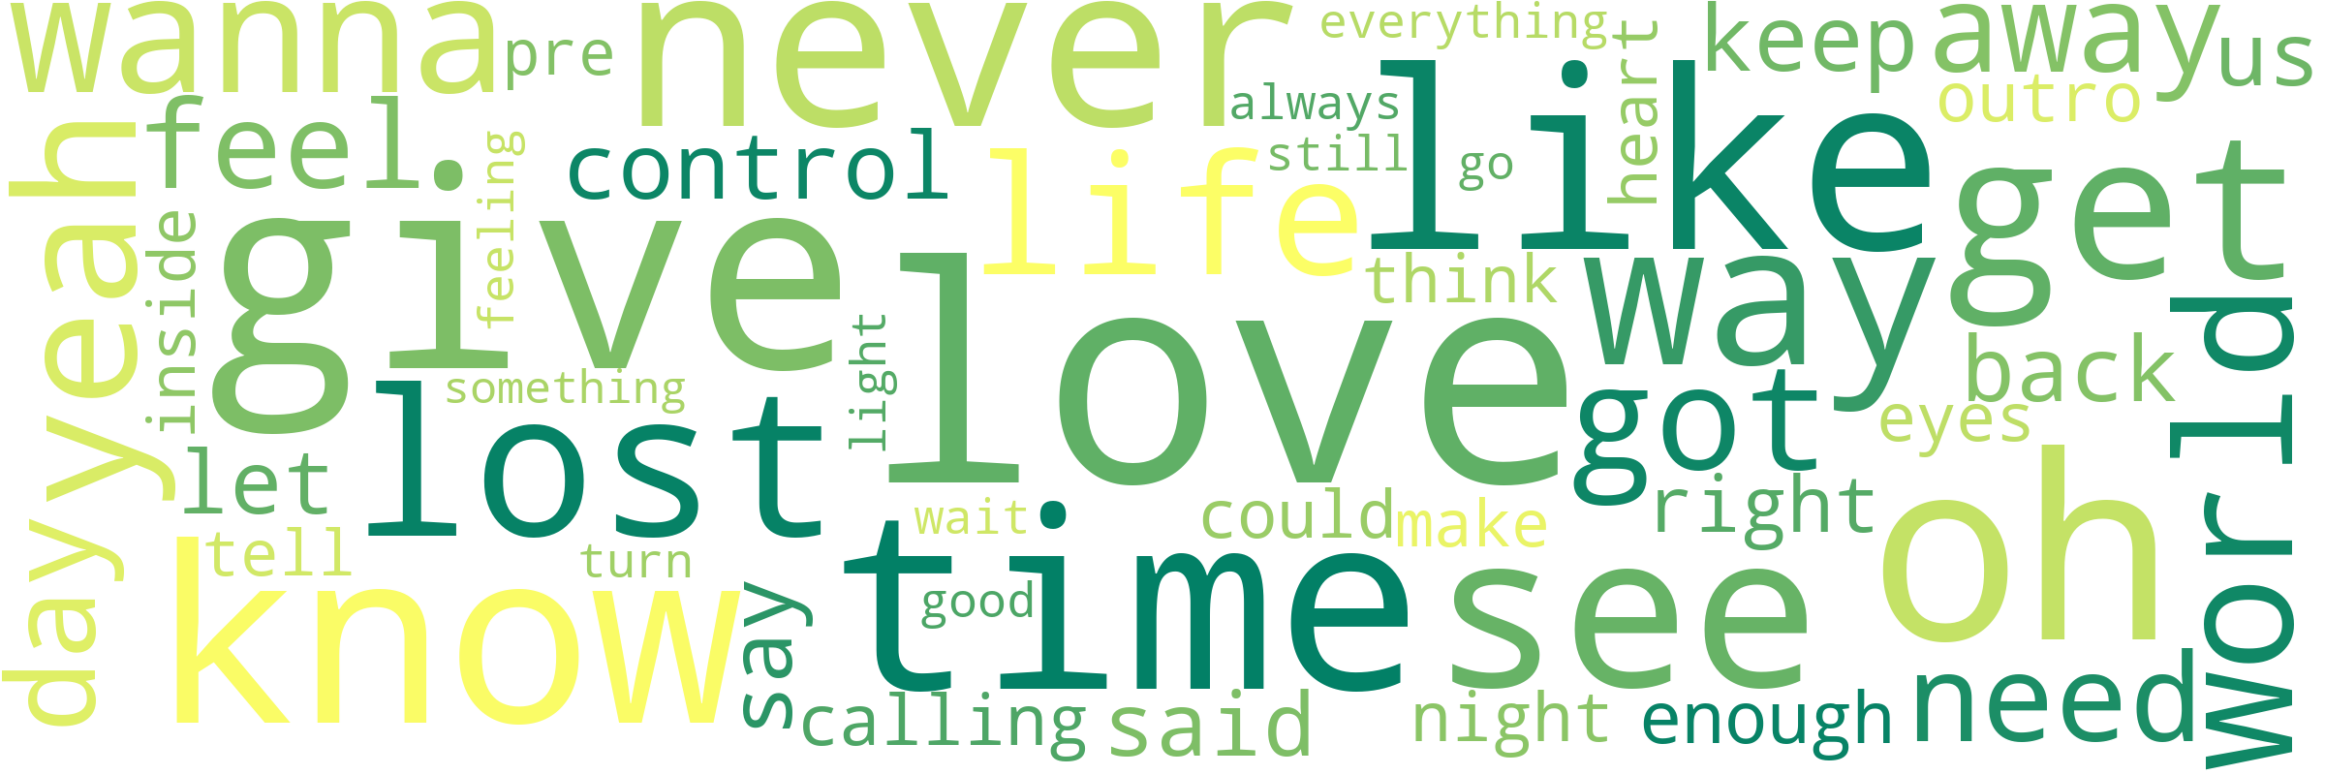 wanna
pre
never
everything
heart
keep
away
us
yeah
feel
feeling
control
always
still
go
outro
life
like
get
inside
give
love
think
way
world
light
something
lost
got
back
eyes
let
day
tell
know
turn
wait
time
could
make
right
see
oh
say
good
calling
said
night
enough
need